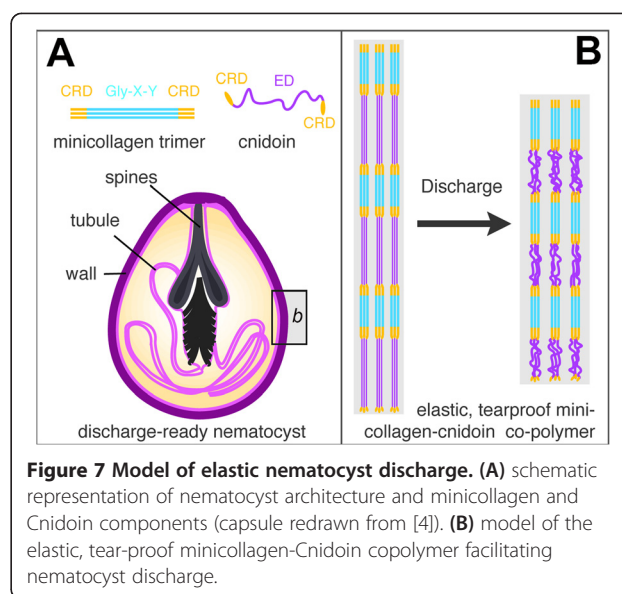 A
CRD Gly-X-Y CRD
minicollagen trimer
CRD ED
CRD
cnidoin
spines
tubule
wall
b
discharge-ready nematocyst
B
Discharge
elastic, tearproof mini-
collagen-cnidoin co-polymer
Figure 7 Model of elastic nematocyst discharge. (A) schematic
representation of nematocyst architecture and minicollagen and
Cnidoin components (capsule redrawn from [4]). (B) model of the
elastic, tear-proof minicollagen-Cnidoin copolymer facilitating
nematocyst discharge.